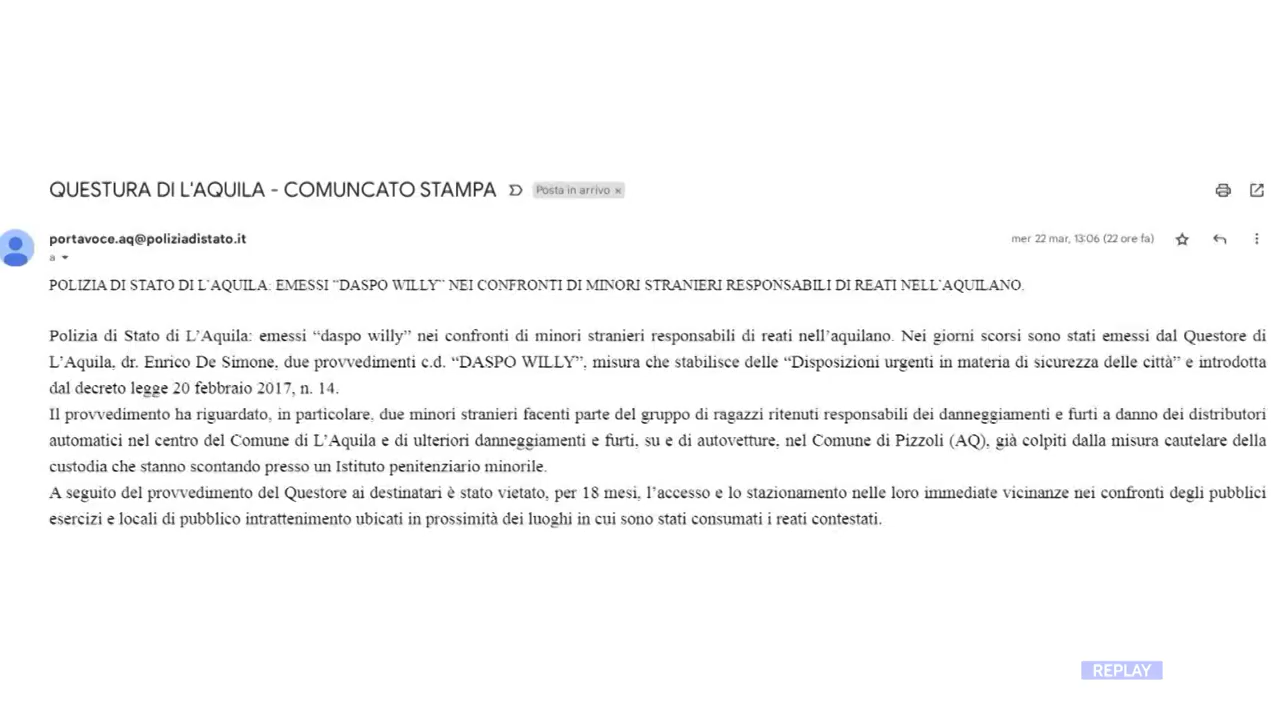 QUESTURA DI L'AQUILA - COMUNCATO STAMPA Posta in arrivo ×
portavoce.aq@poliziadistato.it mer 22 mar, 13:06 (22 ore fa)
a
POLIZIA DI STATO DI L'AQUILA: EMESSI “DASPO WILLY” NEI CONFRONTI DI MINORI STRANIERI RESPONSABILI DI REATI NELL'AQUILANO.
Polizia di Stato di L'Aquila: emessi “daspo willy” nei confronti di minori stranieri responsabili di reati nell'aquilano. Nei giorni scorsi sono stati emessi dal Questore di
L'Aquila, dr. Enrico De Simone, due provvedimenti c.d. “DASPO WILLY”, misura che stabilisce delle “Disposizioni urgenti in materia di sicurezza delle città” e introdotta
dal decreto legge 20 febbraio 2017, n. 14.
Il provvedimento ha riguardato, in particolare, due minori stranieri facenti parte del gruppo di ragazzi ritenuti responsabili dei danneggiamenti e furti a danno dei distributori
automatici nel centro del Comune di L'Aquila e di ulteriori danneggiamenti e furti, su e di autovetture, nel Comune di Pizzoli (AQ), già colpiti dalla misura cautelare della
custodia che stanno scontando presso un Istituto penitenziario minorile.
A seguito del provvedimento del Questore ai destinatari è stato vietato, per 18 mesi, l'accesso e lo stazionamento nelle loro immediate vicinanze nei confronti degli pubblici
esercizi e locali di pubblico intrattenimento ubicati in prossimità dei luoghi in cui sono stati consumati i reati contestati.
REPLAY